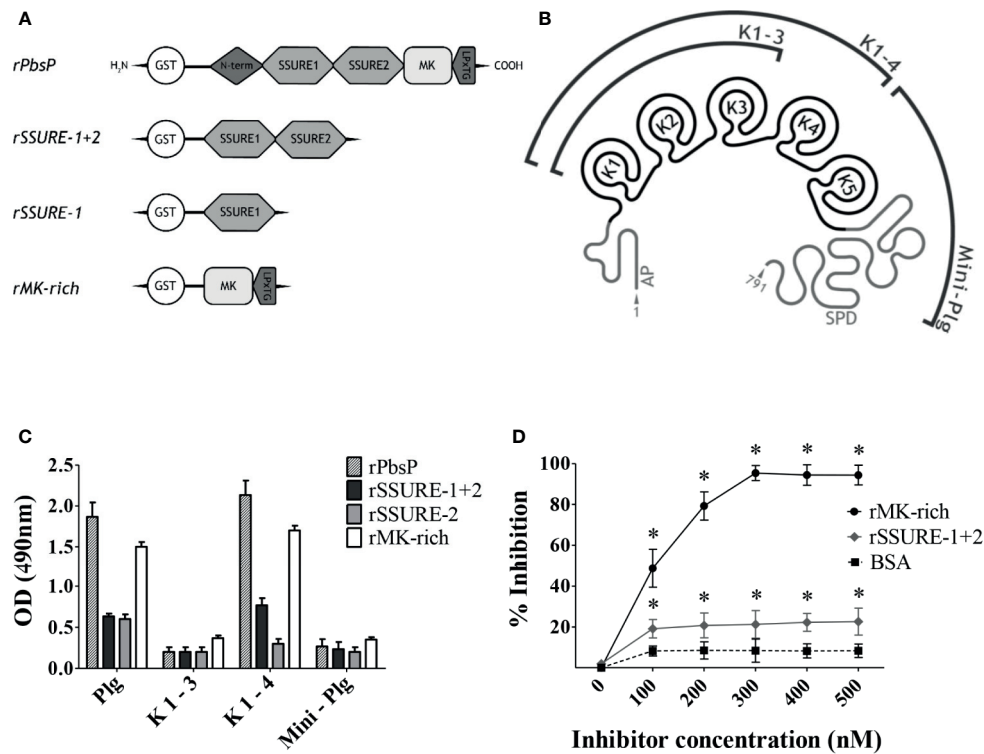 A
rPbsP
H₂N
GST
N-term
SSURE1
SSURE2
MK
LPxTG
COOH
rSSURE-1+2
GST
SSURE1
SSURE2
rSSURE-1
GST
SSURE1
rMK-rich
GST
MK
LPxTG
B
K1-3
K1-4
Mini-Plg
K1
K2
K3
K4
K5
AP
1
791
SPD
C
OD (490nm)
2.5
2.0
1.5
1.0
0.5
0.0
Plg
K 1 - 3
K 1 - 4
Mini - Plg
rPbsP
rSSURE-1+2
rSSURE-2
rMK-rich
D
% Inhibition
100
80
60
40
20
* * * * *
* * * * *
rMK-rich
rSSURE-1+2
BSA
0
100
200
300
400
500
Inhibitor concentration (nM)